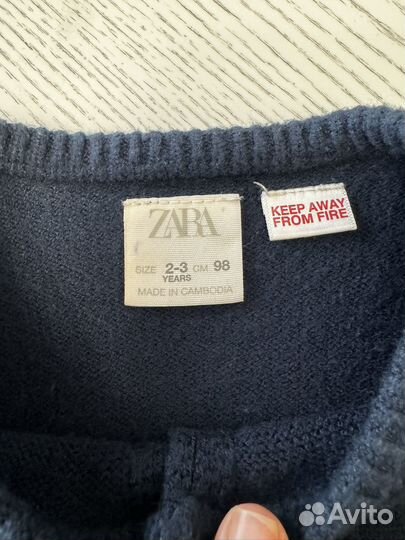 ZARA
SIZE 2-3 CM 98
YEARS
MADE IN CAMBODIA
KEEP AWAY
FROM FIRE
Avito